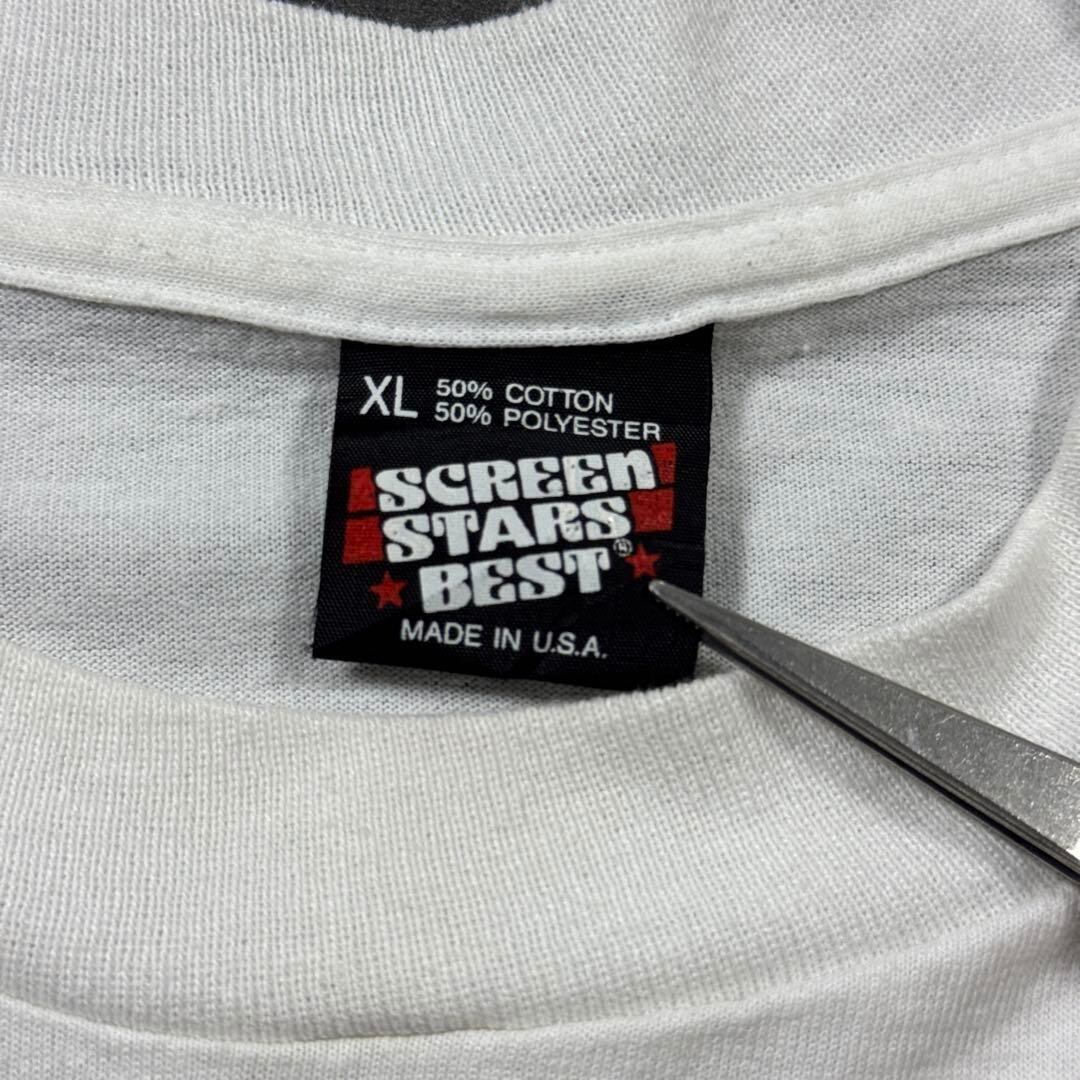 XL 50% COTTON
50% POLYESTER
SCREEN
STARS
BEST®
MADE IN U.S.A.